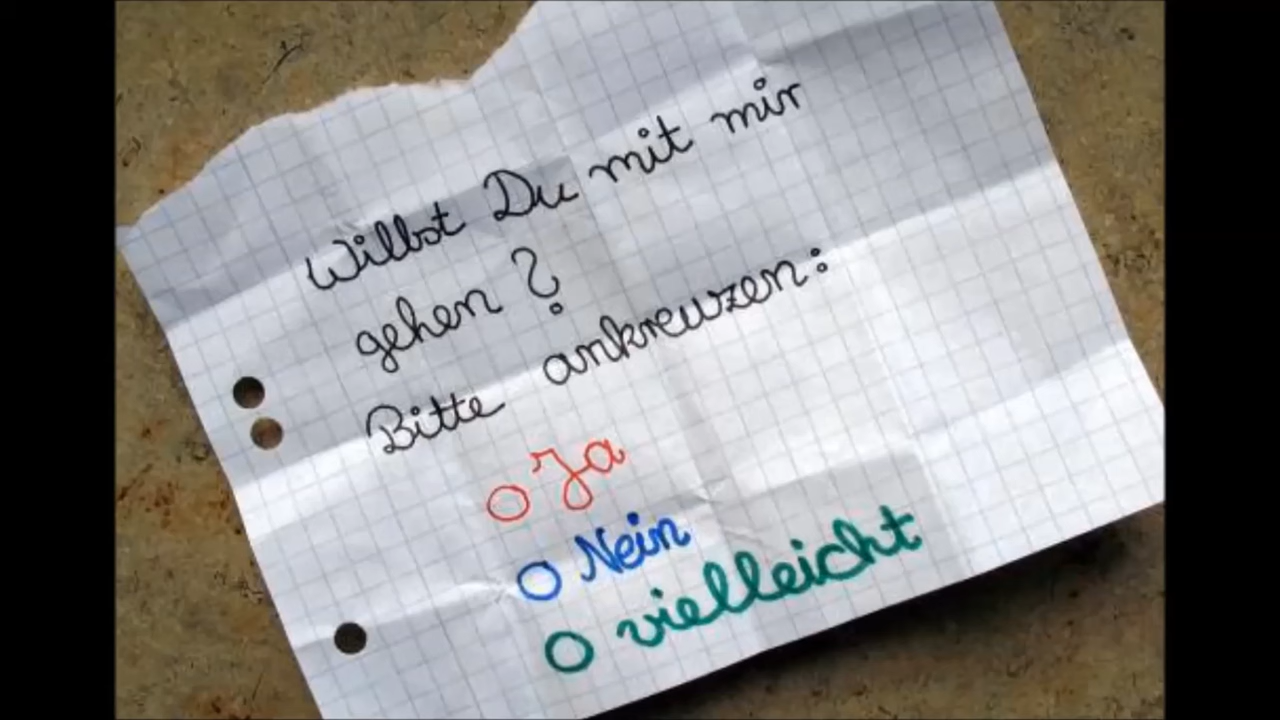 Willst Du mit mir
gehen?
Bitte ankreuzen:
O Ja
O Nein
O vielleicht